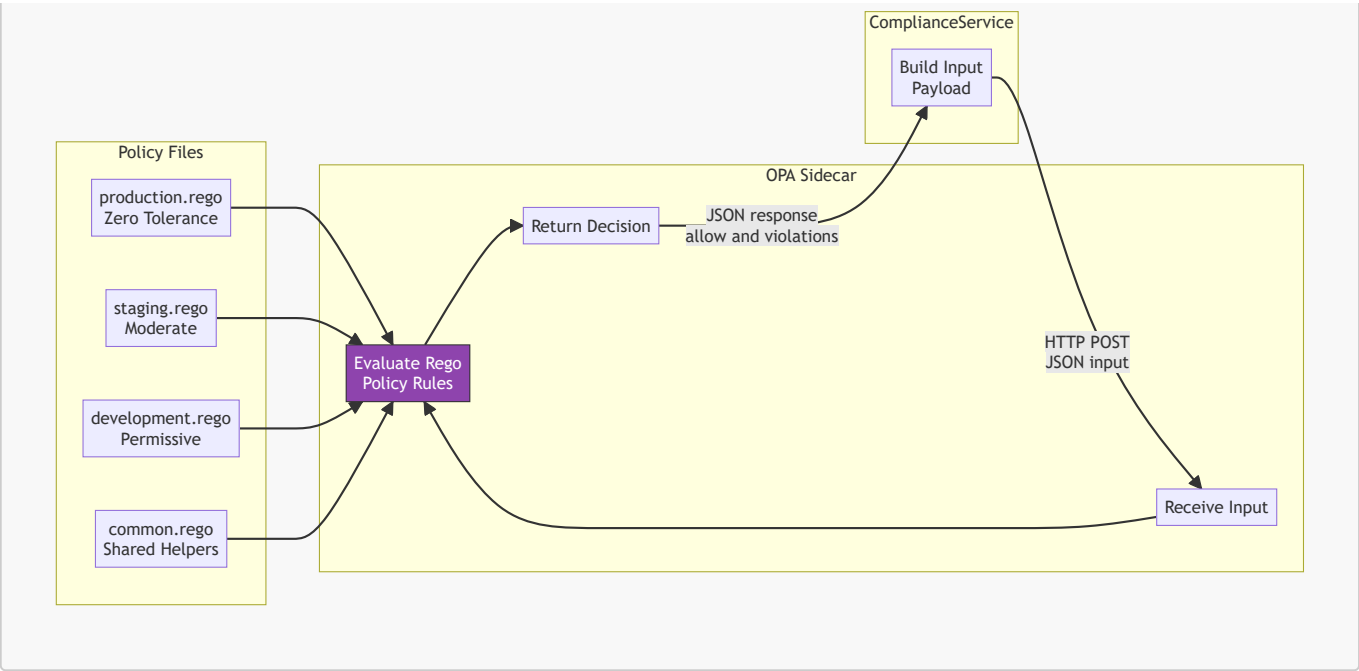 ComplianceService
Build Input
Payload
Policy Files
production.rego
Zero Tolerance
staging.rego
Moderate
development.rego
Permissive
common.rego
Shared Helpers
OPA Sidecar
Return Decision
JSON response
allow and violations
Evaluate Rego
Policy Rules
HTTP POST
JSON input
Receive Input